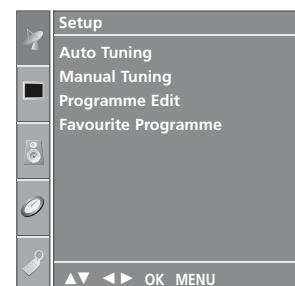 Setup
Auto Tuning
Manual Tuning
Programme Edit
Favourite Programme
▲▼ ◄► OK MENU